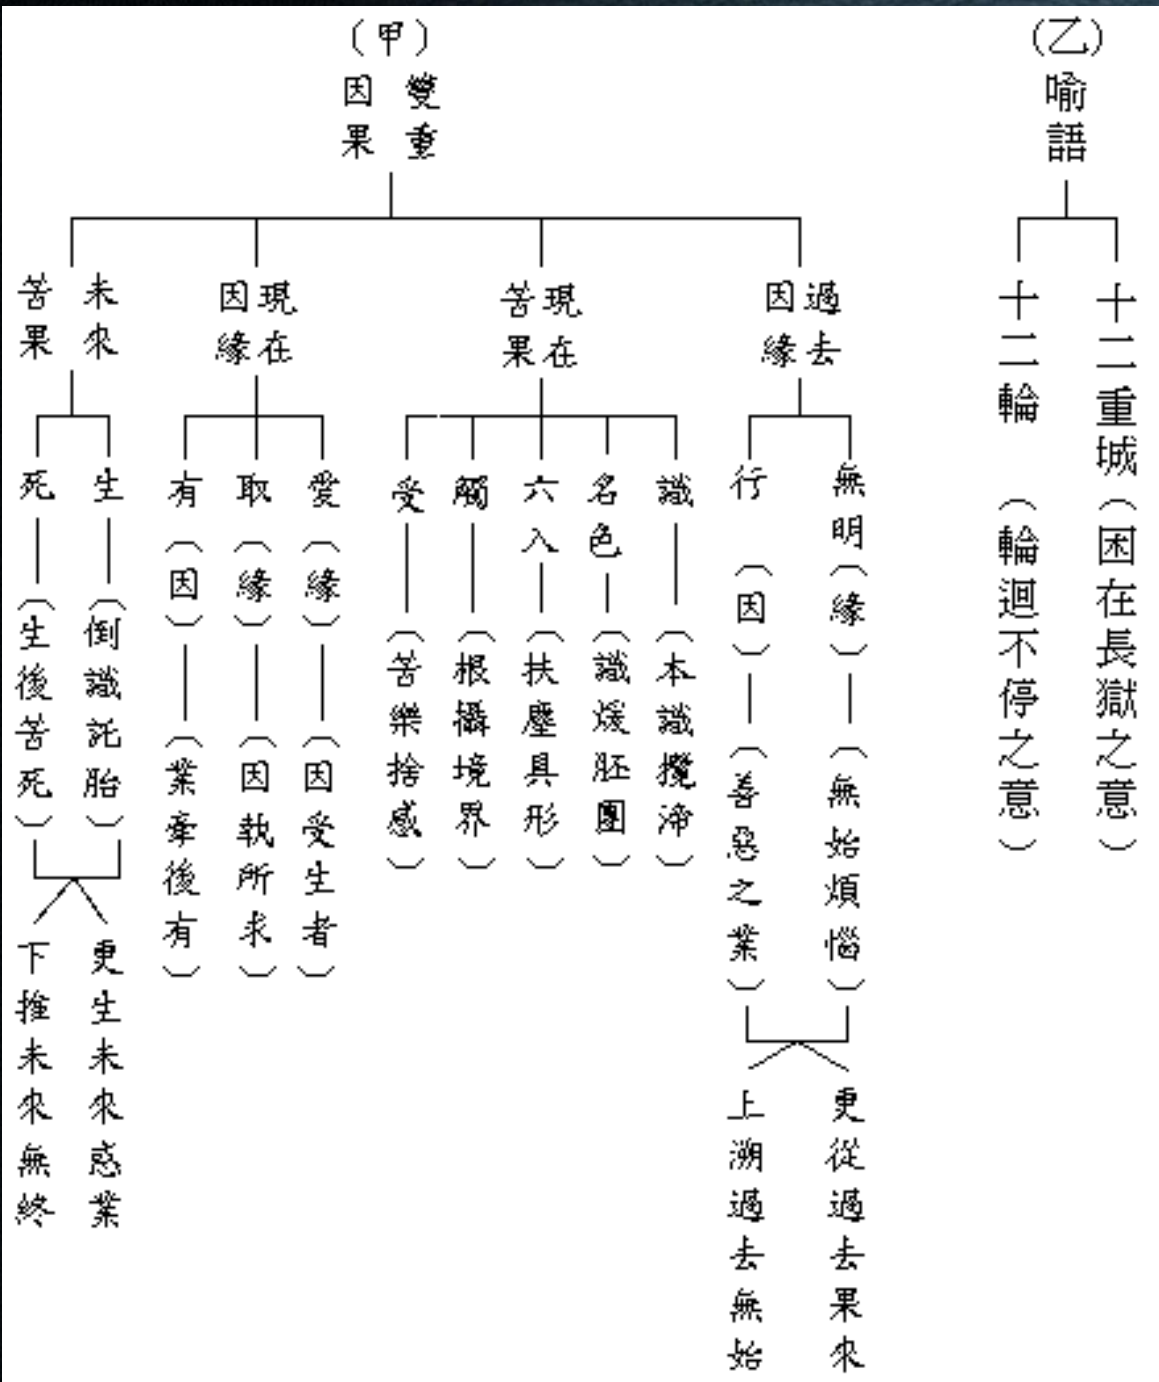 (乙)
喻語
十二重城(困在長獄之意)
十二輪(輪迴不停之意)
(甲)
雙重
因果
過去
因緣
無明(緣)(無始煩惱)
行(因)(善惡之業)
更從過去果來
上溯過去無始
現在
苦果
識(本識攬渧)
名色(識煖胚團)
六入(扶塵具形)
觸(根攝境界)
受(苦樂捨感)
現在
因緣
愛(緣)(因受生者)
取(緣)(因執所求)
有(因)(業牽後有)
未來
苦果
生(倒識託胎)
死(生後苦死)
更生未來惑業
下推未來無終